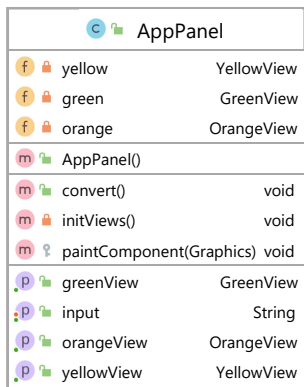 C AppPanel
f yellow YellowView
f green GreenView
f orange OrangeView
m AppPanel()
m convert() void
m initViews() void
m paintComponent(Graphics) void
p greenView GreenView
p input String
p orangeView OrangeView
p yellowView YellowView